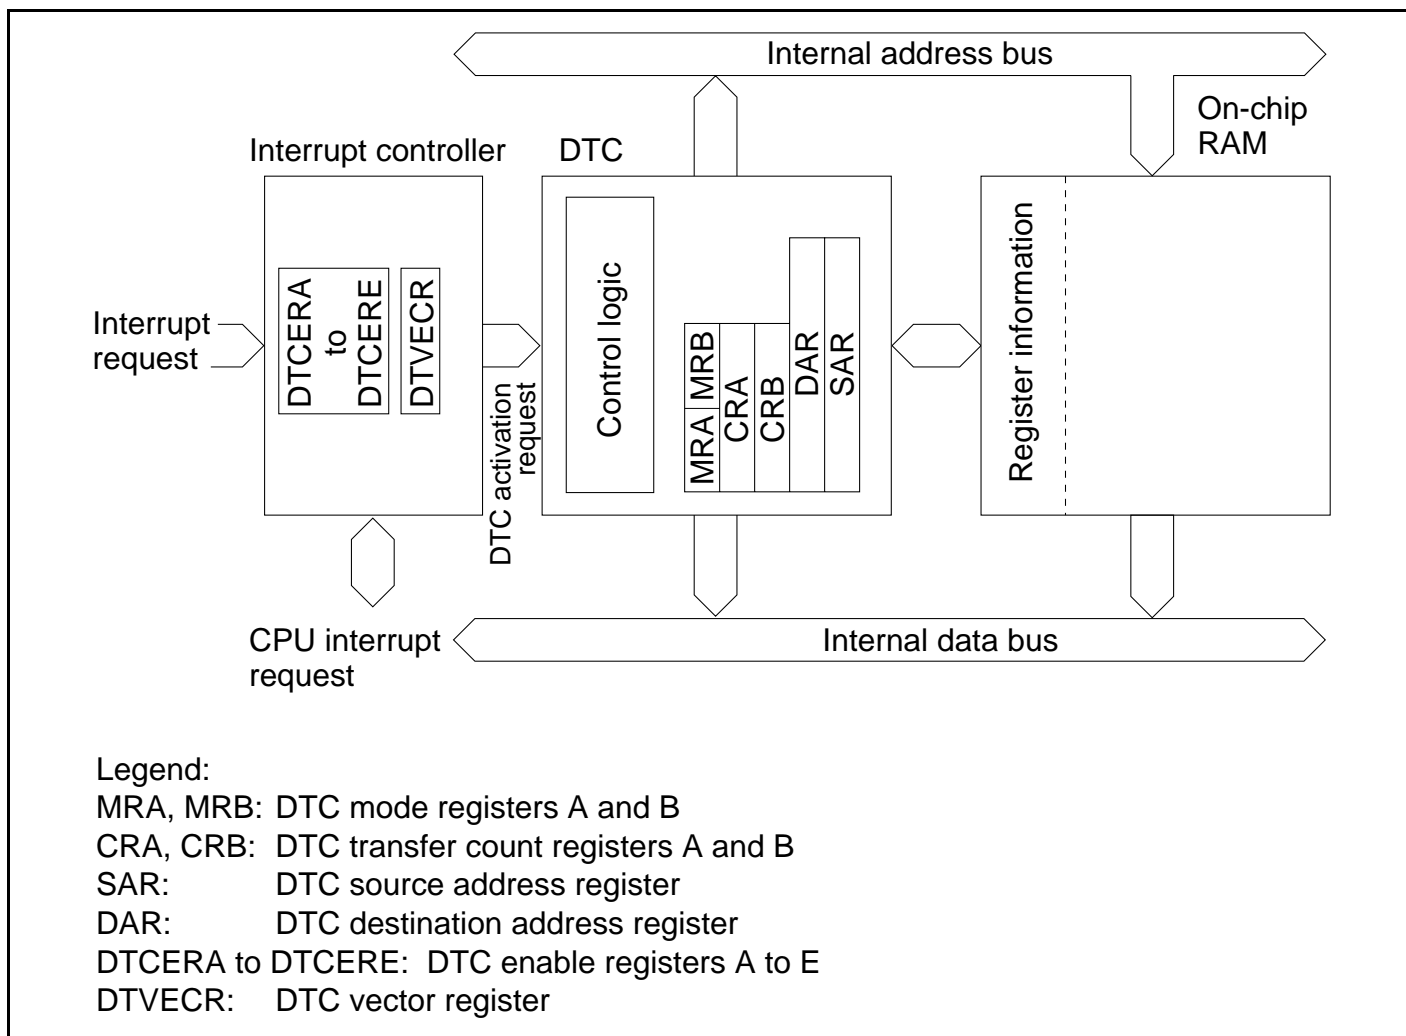 Internal address bus
On-chip
RAM
Interrupt controller
DTC
Interrupt
request
DTCERA
to
DTCERE
DTVECR
DTC activation
request
Control logic
MRA
MRB
CRA
CRB
DAR
SAR
Register information
CPU interrupt
request
Internal data bus
Legend:
MRA, MRB: DTC mode registers A and B
CRA, CRB: DTC transfer count registers A and B
SAR: DTC source address register
DAR: DTC destination address register
DTCERA to DTCERE: DTC enable registers A to E
DTVECR: DTC vector register